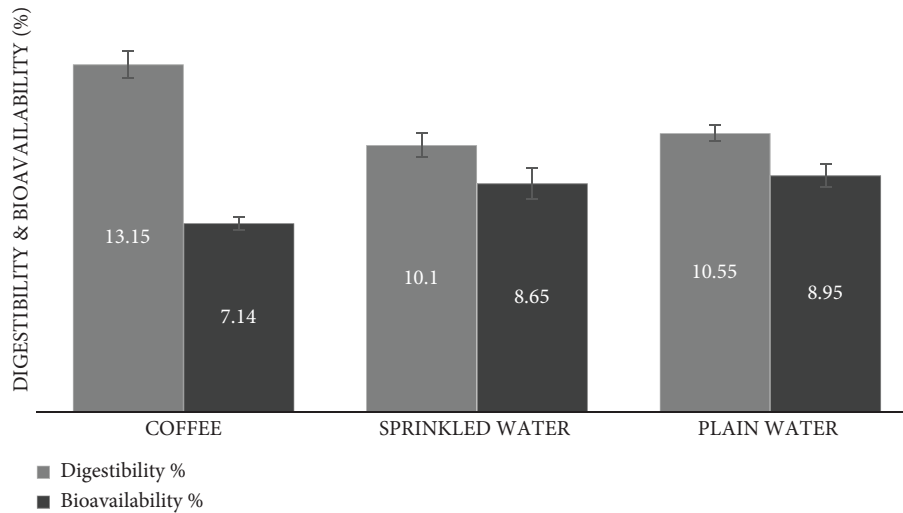 DIGESTIBILITY & BIOAVAILABILITY (%)
13.15
7.14
10.1
8.65
10.55
8.95
COFFEE
SPRINKLED WATER
PLAIN WATER
Digestibility %
Bioavailability %